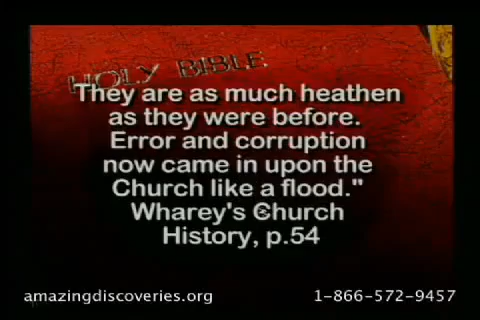 HOLY BIBLE
They are as much heathen
as they were before.
Error and corruption
now came in upon the
Church like a flood."
Wharey's Church
History, p.54
amazingdiscoveries.org 1-866-572-9457